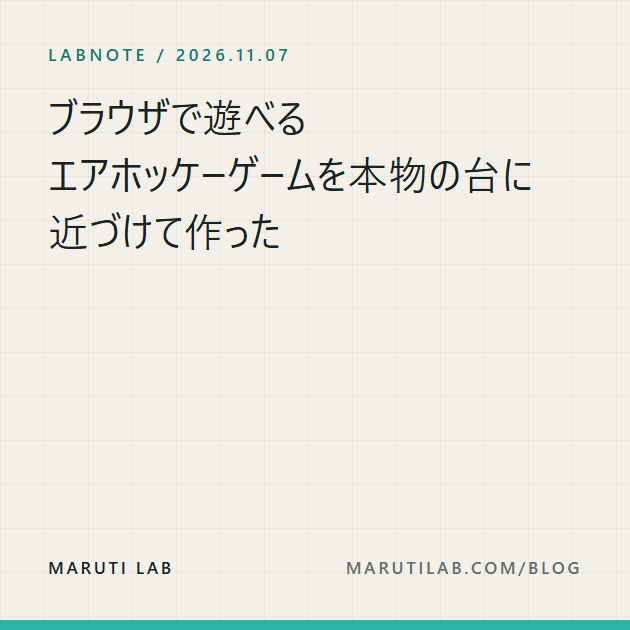 LABNOTE / 2026.11.07
ブラウザで遊べる
エアホッケーゲームを本物の台に
近づけて作った
MARUTI LAB
MARUTILAB.COM/BLOG